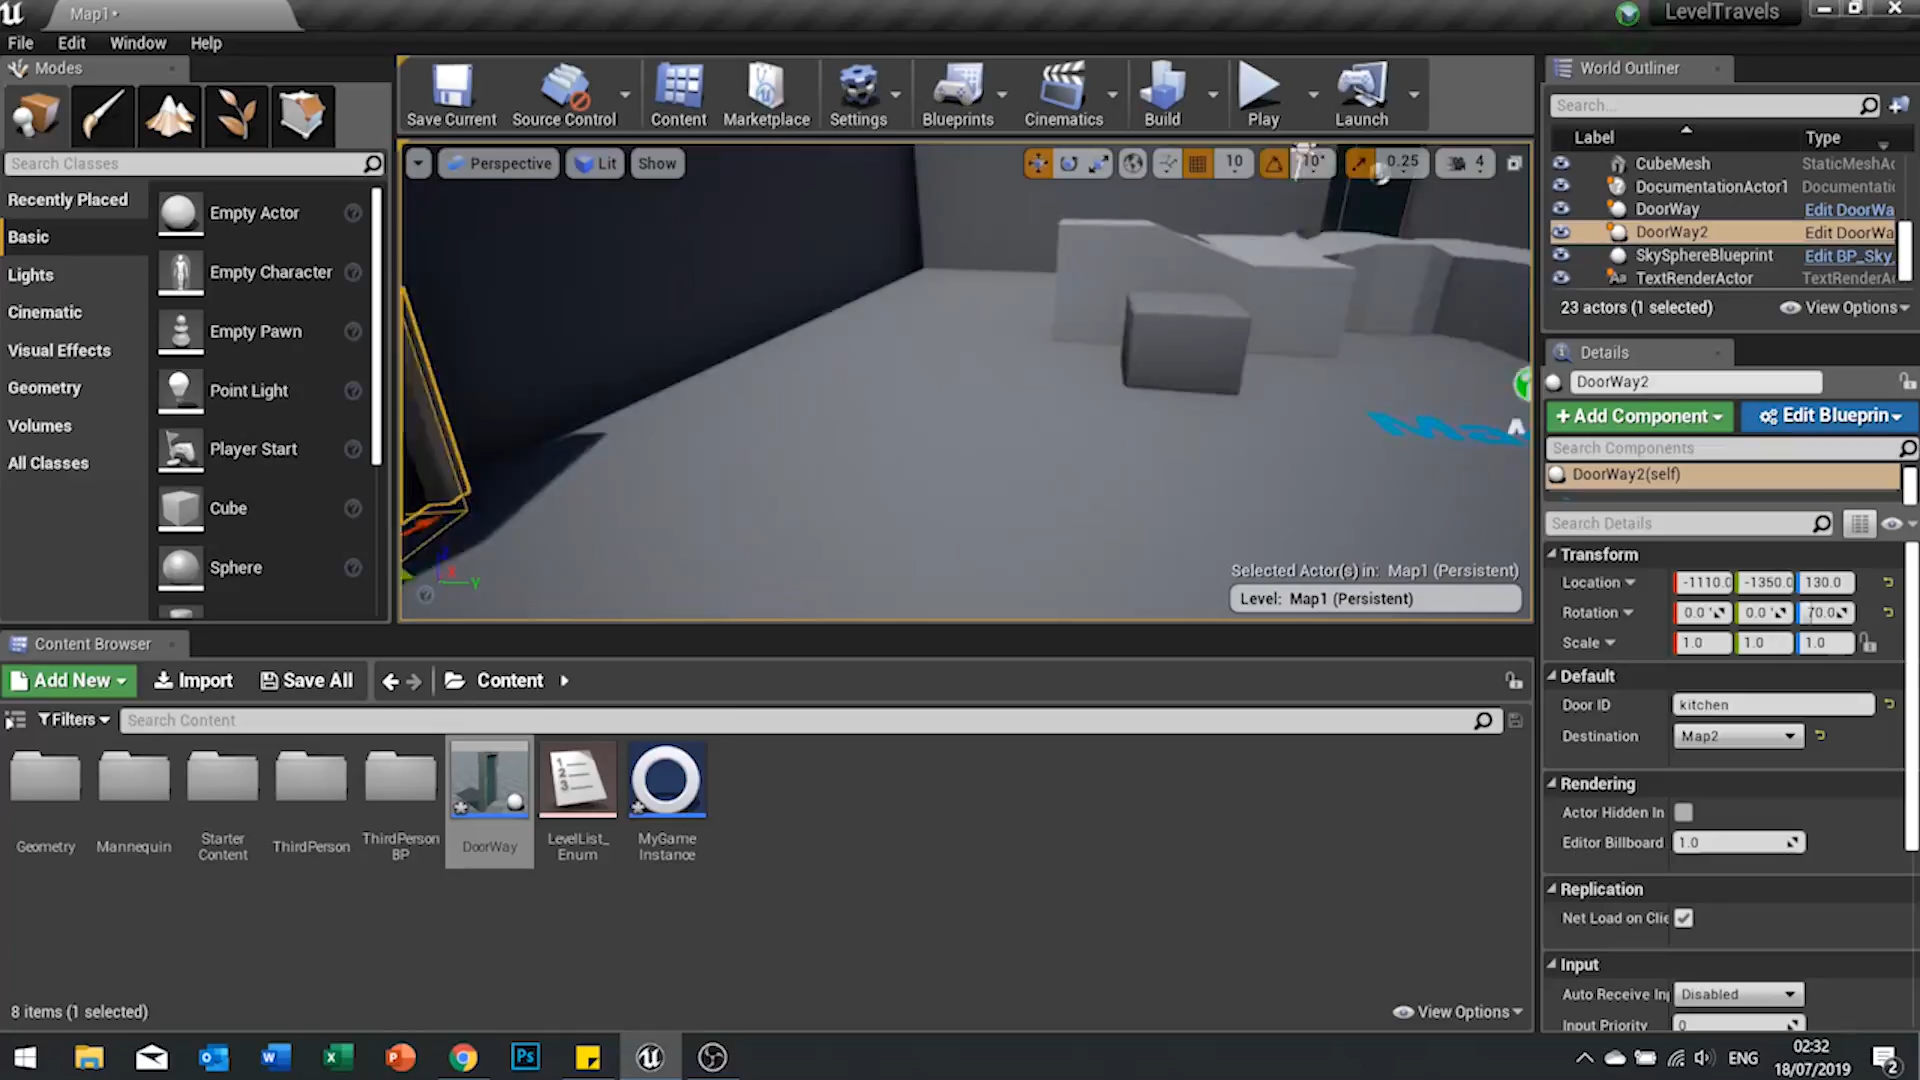 Map1•
LevelTravels
File Edit Window Help
Modes
Search Classes
Recently Placed
Basic
Lights
Cinematic
Visual Effects
Geometry
Volumes
All Classes
Empty Actor
Empty Character
Empty Pawn
Point Light
Player Start
Cube
Sphere
Save Current
Source Control
Content
Marketplace
Settings
Blueprints
Cinematics
Build
Play
Launch
Perspective
Lit
Show
10
10°
0.25
4
Selected Actor(s) in: Map1 (Persistent)
Level: Map1 (Persistent)
World Outliner
Search...
Label Type
CubeMesh StaticMeshAc
DocumentationActor1 Documentatic
DoorWay Edit DoorWa
DoorWay2 Edit DoorWa
SkySphereBlueprint Edit BP_Sky_
TextRenderActor TextRenderAc
23 actors (1 selected)
View Options
Details
DoorWay2
+ Add Component
Edit Blueprin
Search Components
DoorWay2(self)
Search Details
Transform
Location -1110.0 -1350.0 130.0
Rotation 0.0 ° 0.0 ° 70.0
Scale 1.0 1.0 1.0
Default
Door ID kitchen
Destination Map2
Rendering
Actor Hidden In
Editor Billboard 1.0
Replication
Net Load on Clie
Input
Auto Receive Inp Disabled
Input Priority 0
Content Browser
Add New
Import
Save All
Content
Filters
Search Content
Geometry
Mannequin
Starter
Content
ThirdPerson
ThirdPerson
BP
DoorWay
LevelList_
Enum
MyGame
Instance
8 items (1 selected)
View Options
ENG
02:32
18/07/2019
2